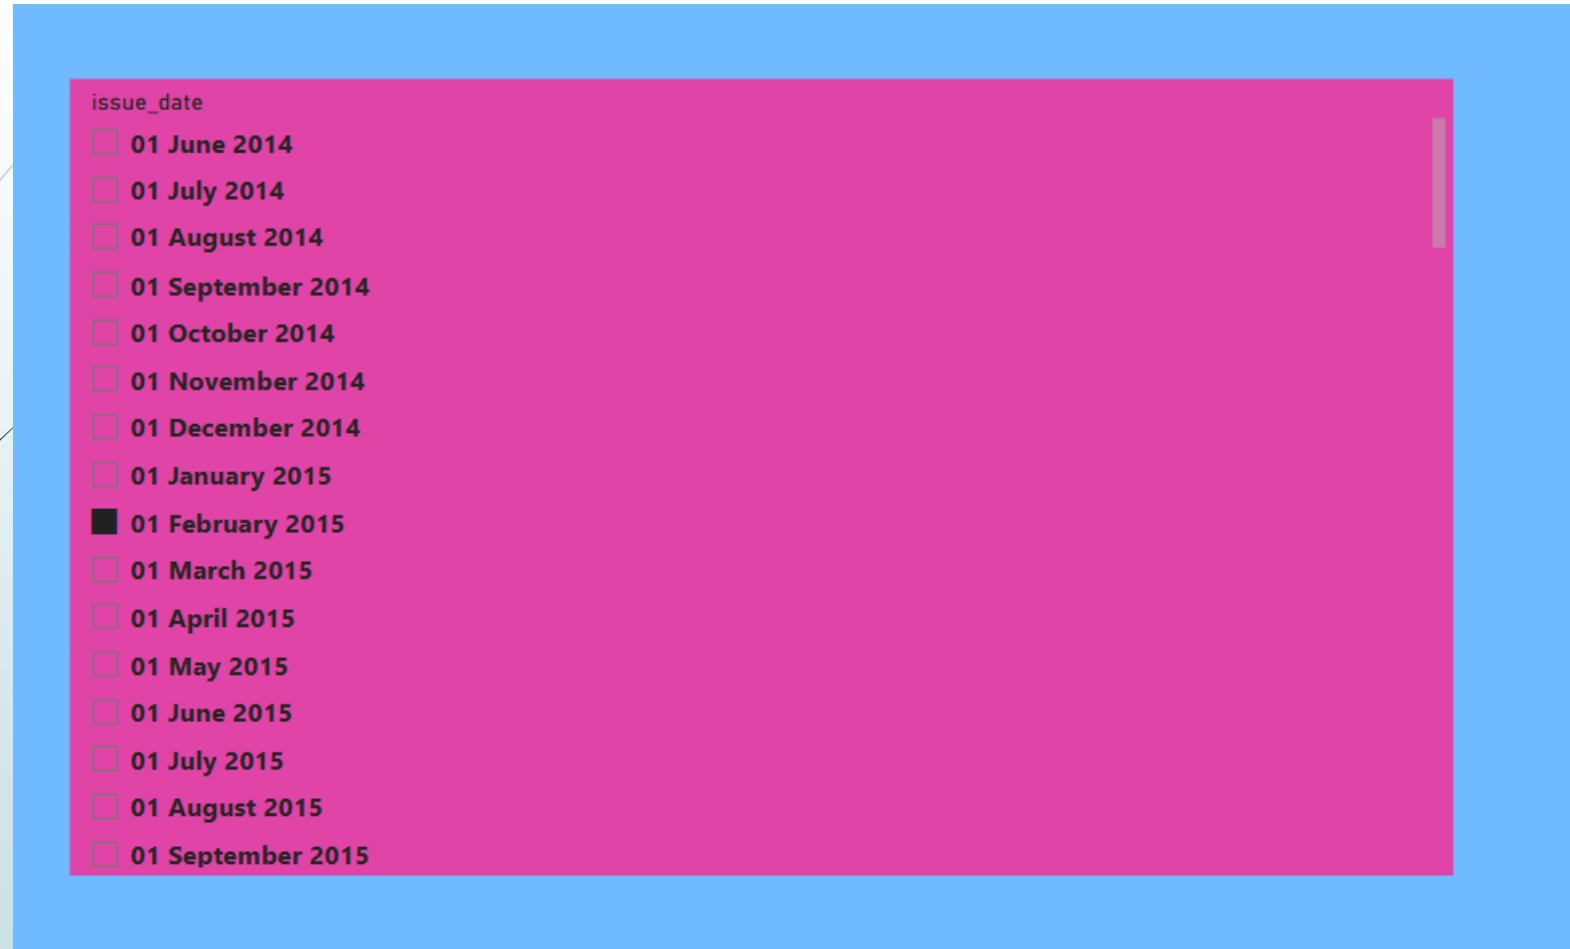 issue_date
01 June 2014
01 July 2014
01 August 2014
01 September 2014
01 October 2014
01 November 2014
01 December 2014
01 January 2015
01 February 2015
01 March 2015
01 April 2015
01 May 2015
01 June 2015
01 July 2015
01 August 2015
01 September 2015